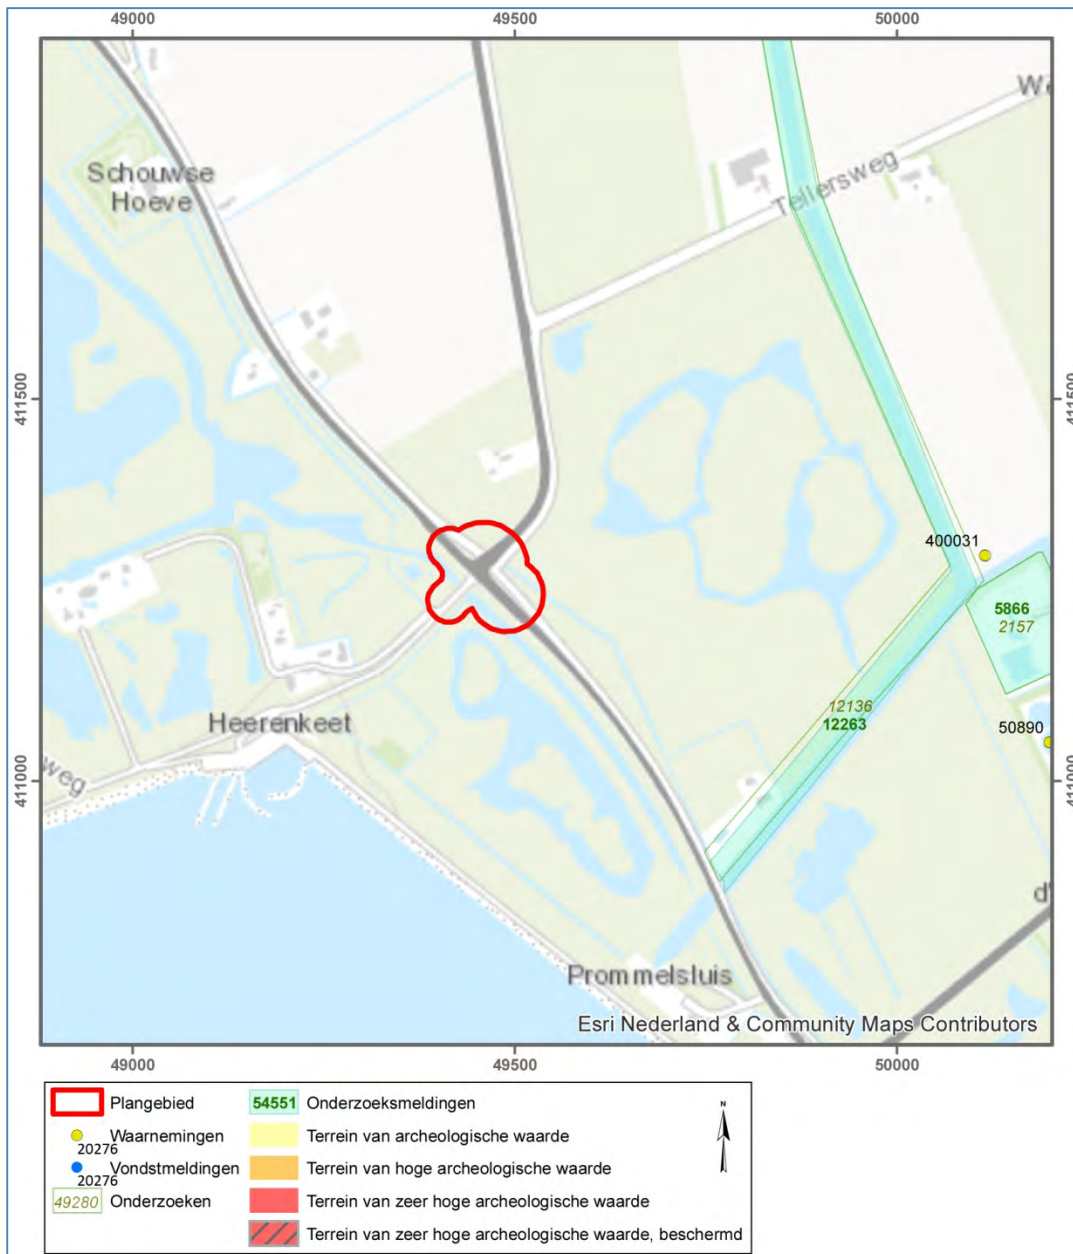 49000 49500 50000
Wa
Schouwse
Hoeve
Tellersweg
411500 411500
400031
5866
2157
12136
12263
50890
Heerenkeet
weg
411000 411000
d'
Prommelsluis
Esri Nederland & Community Maps Contributors
49000 49500 50000
Plangebied
54551 Onderzoeksmeldingen
N
Waarnemingen
20276
Terrein van archeologische waarde
Vondstmeldingen
20276
Terrein van hoge archeologische waarde
49280 Onderzoeken
Terrein van zeer hoge archeologische waarde
Terrein van zeer hoge archeologische waarde, beschermd